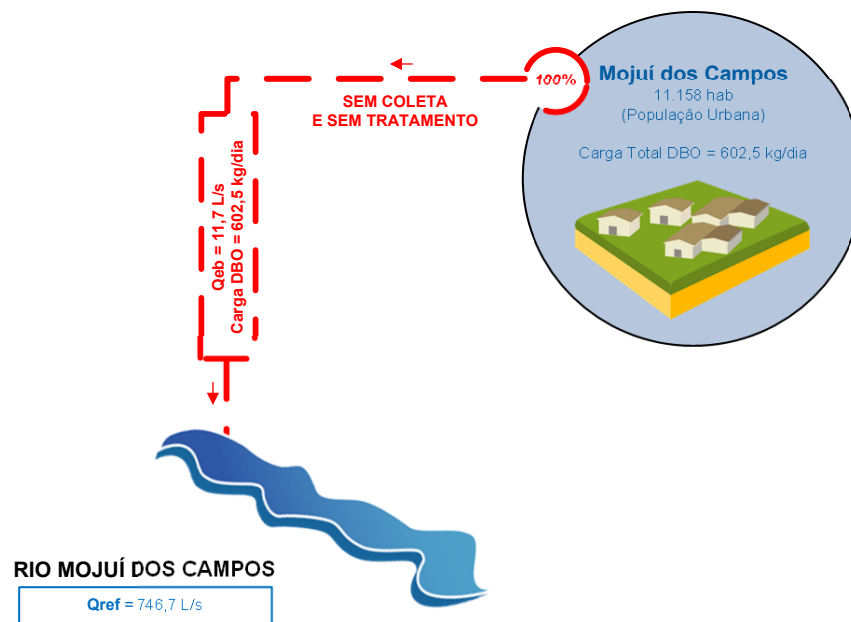 100%
Mojuí dos Campos
11.158 hab
(População Urbana)
Carga Total DBO = 602,5 kg/dia
SEM COLETA
E SEM TRATAMENTO
Qeb = 11,7 L/s
Carga DBO = 602,5 kg/dia
RIO MOJUÍ DOS CAMPOS
Qref = 746,7 L/s